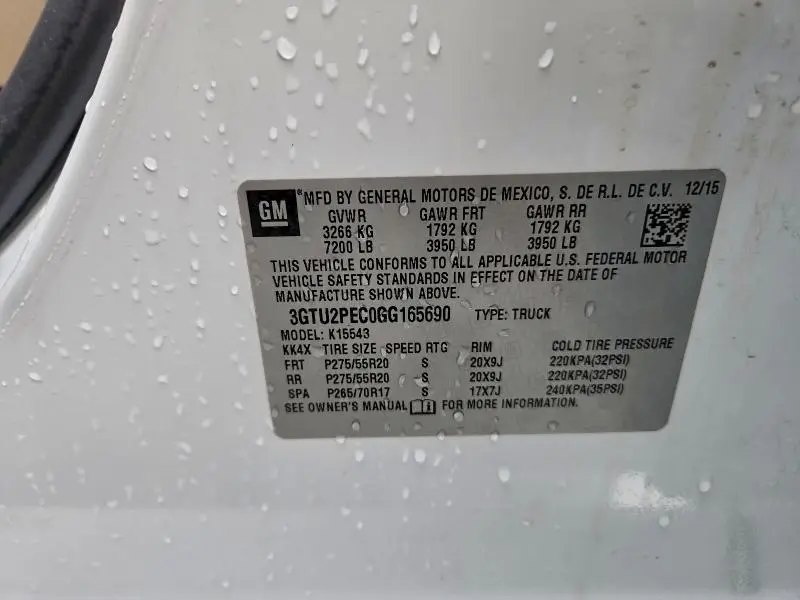 GM ® MFD BY GENERAL MOTORS DE MEXICO, S. DE R.L. DE C.V. 12/15
GVWR GAWR FRT GAWR RR
3266 KG 1792 KG 1792 KG
7200 LB 3950 LB 3950 LB
THIS VEHICLE CONFORMS TO ALL APPLICABLE U.S. FEDERAL MOTOR
VEHICLE SAFETY STANDARDS IN EFFECT ON THE DATE OF
MANUFACTURE SHOWN ABOVE.
3GTU2PEC0GG165690 TYPE: TRUCK
MODEL: K15543
KK4X TIRE SIZE SPEED RTG RIM COLD TIRE PRESSURE
FRT P275/55R20 S 20X9J 220KPA(32PSI)
RR P275/55R20 S 20X9J 220KPA(32PSI)
SPA P265/70R17 S 17X7J 240KPA(35PSI)
SEE OWNER'S MANUAL FOR MORE INFORMATION.